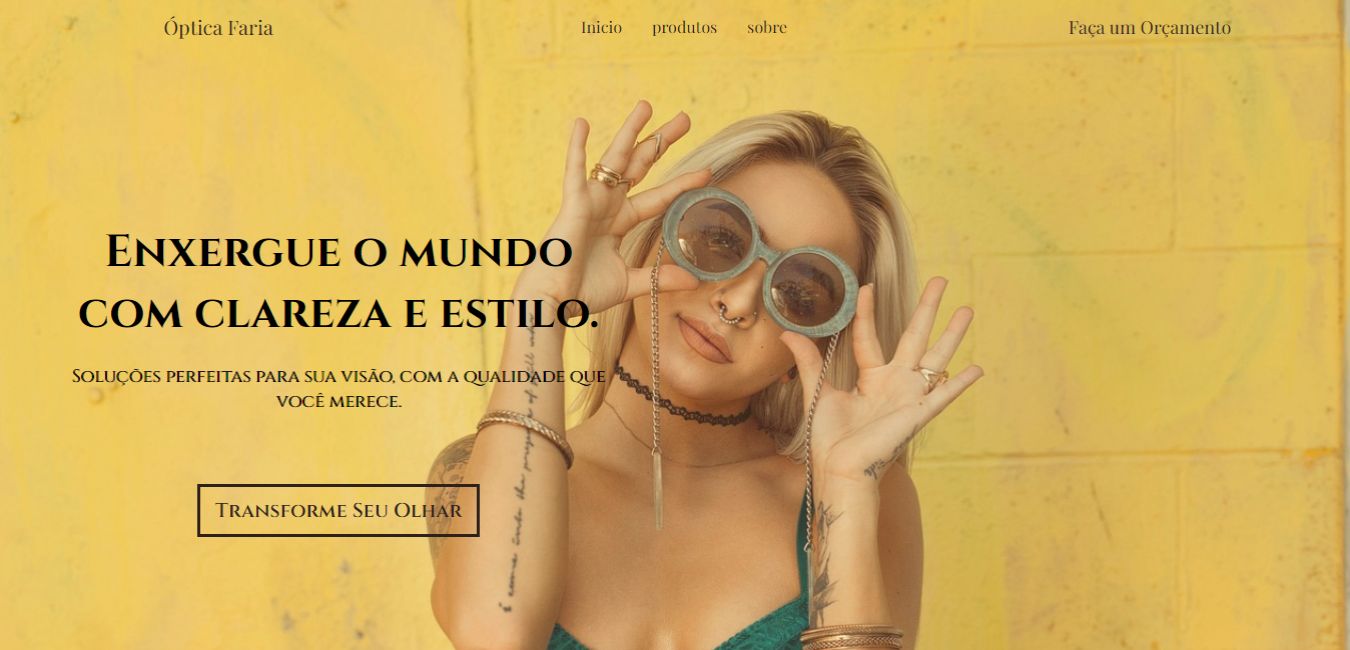 Óptica Faria
Inicio
produtos
sobre
Faça um Orçamento
Enxergue o mundo
com clareza e estilo.
Soluções perfeitas para sua visão, com a qualidade que
você merece.
Transforme Seu Olhar